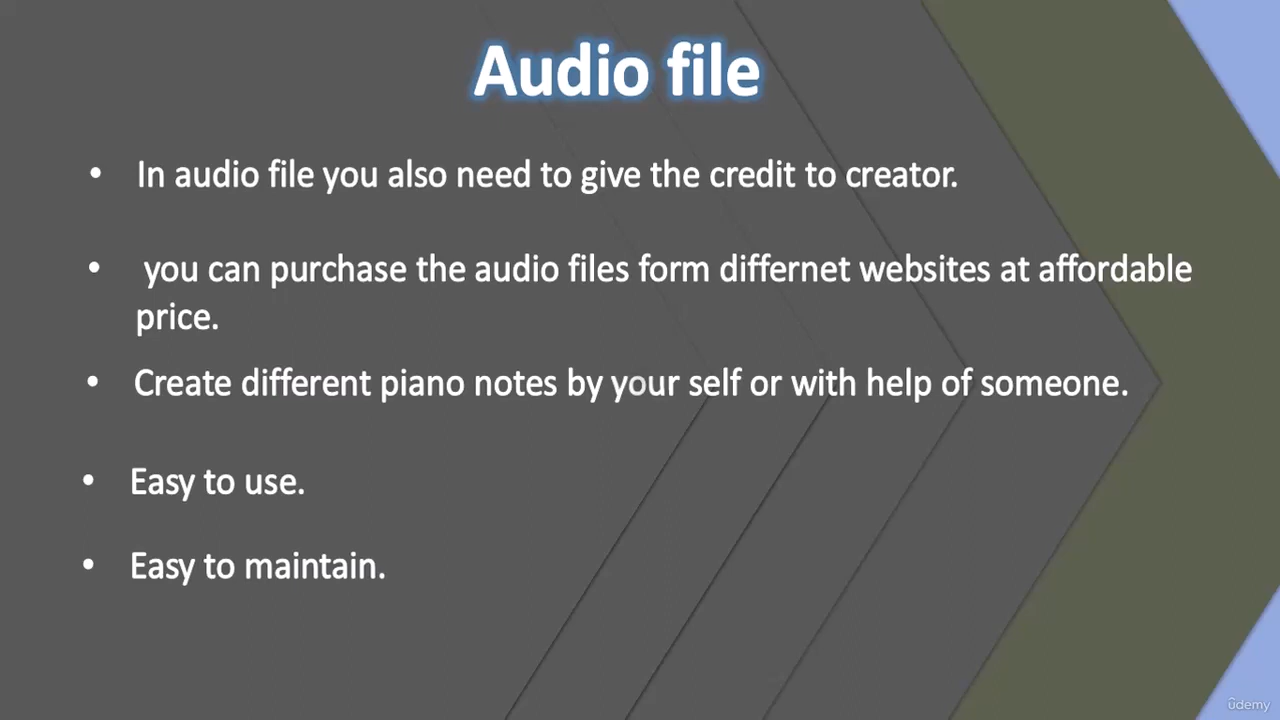 Audio file
• In audio file you also need to give the credit to creator.
• you can purchase the audio files form differnet websites at affordable
price.
• Create different piano notes by your self or with help of someone.
• Easy to use.
• Easy to maintain.
ûdemy